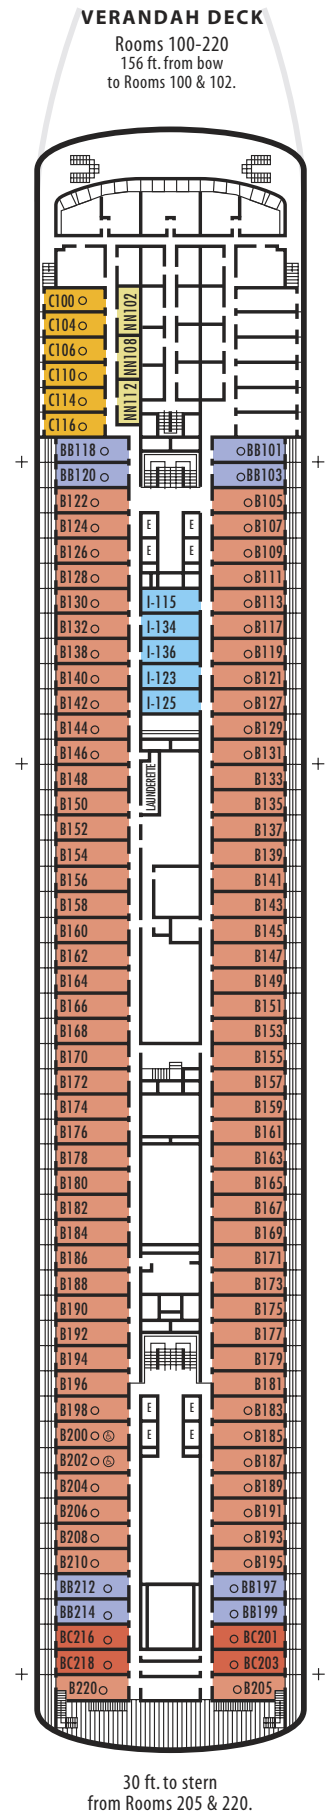 VERANDAH DECK
Rooms 100-220
156 ft. from bow
to Rooms 100 & 102.
C100 NN102
C104
C106 NN108
C110
C114 NN112
C116
BB118 BB101
BB120 BB103
B122 B105
B124 E E B107
B126 E E B109
B128 B111
B130 I-115 B113
B132 I-134 B117
B138 I-136 B119
B140 I-123 B121
B142 I-125 B127
B144 B129
B146 B131
B148 LAUNDERETTE B133
B150 B135
B152 B137
B154 B139
B156 B141
B158 B143
B160 B145
B162 B147
B164 B149
B166 B151
B168 B153
B170 B155
B172 B157
B174 B159
B176 B161
B178 B163
B180 B165
B182 B167
B184 B169
B186 B171
B188 B173
B190 B175
B192 B177
B194 B179
B196 B181
B198 E E B183
B200 E E B185
B202 B187
B204 B189
B206 B191
B208 B193
B210 B195
BB212 BB197
BB214 BB199
BC216 BC201
BC218 BC203
B220 B205
30 ft. to stern
from Rooms 205 & 220.